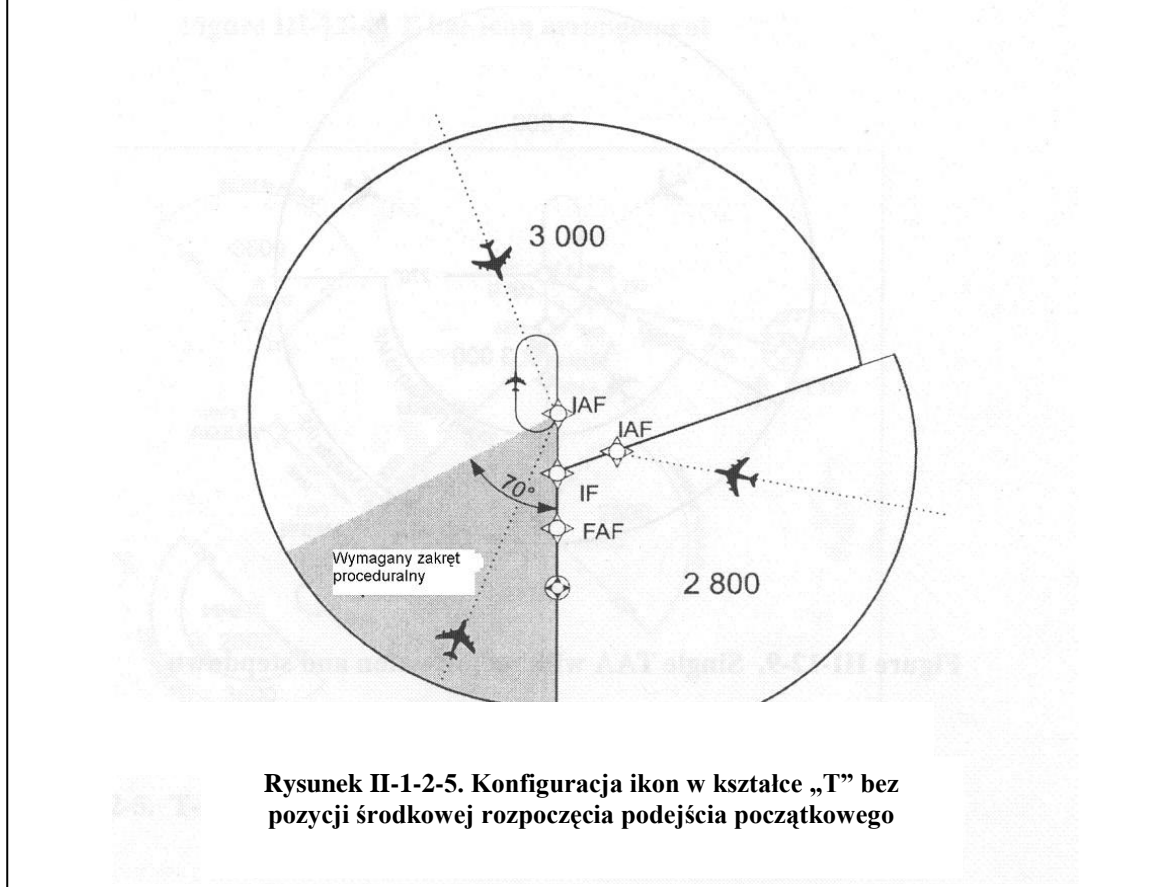 3 000
IAF
IAF
70°
IF
FAF
Wymagany zakręt
proceduralny
2 800
Rysunek II-1-2-5. Konfiguracja ikon w kształce „T” bez
pozycji środkowej rozpoczęcia podejścia początkowego